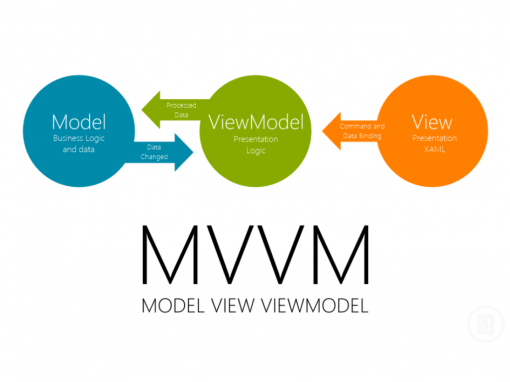 Model
Business Logic
and data
Processed
Data
Data
Changed
ViewModel
Presentation
Logic
Command and
Data Binding
View
Presentation
XAML
MVVM
MODEL VIEW VIEWMODEL